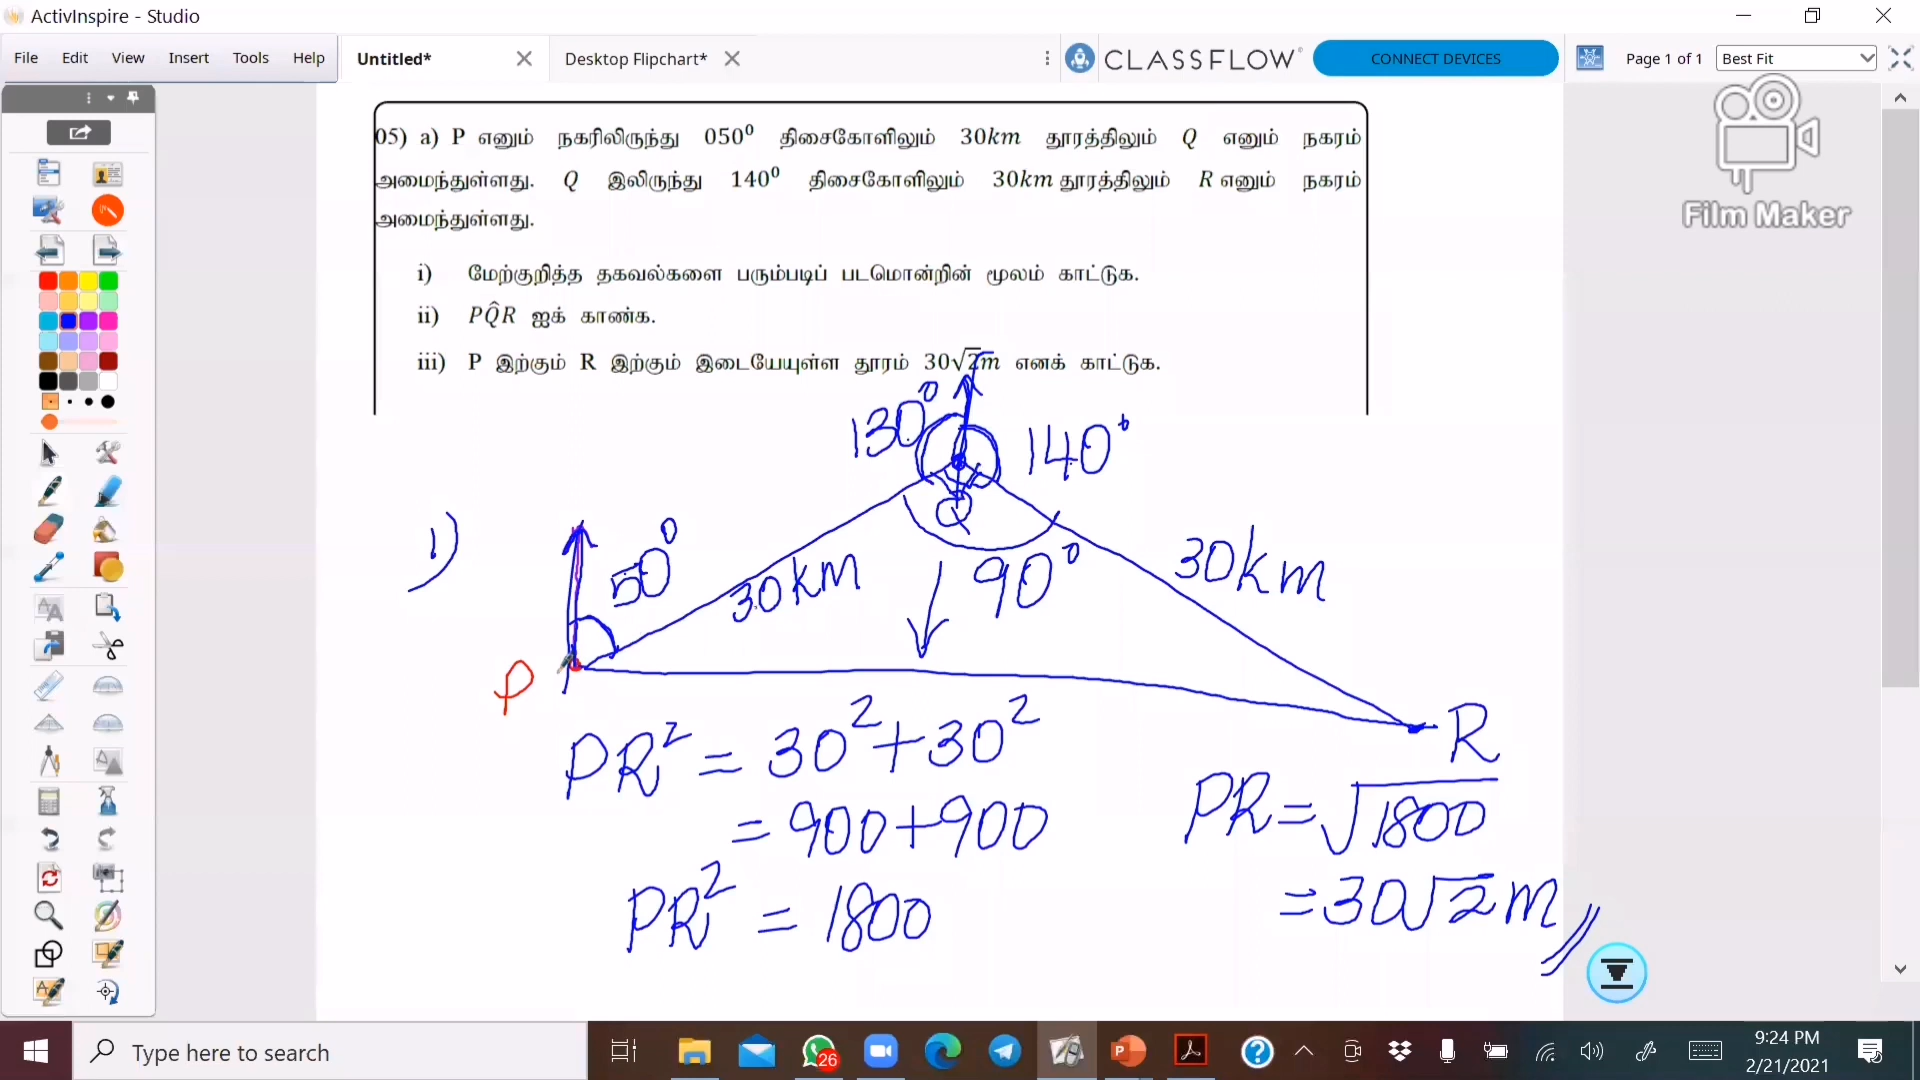 ActivInspire - Studio
File Edit View Insert Tools Help
Untitled*
Desktop Flipchart*
CLASSFLOW
CONNECT DEVICES
Page 1 of 1
Best Fit
Film Maker
05) a) P எனும் நகரிலிருந்து 050⁰ திசைகோளிலும் 30km தூரத்திலும் Q எனும் நகரம்
அமைந்துள்ளது. Q இலிருந்து 140⁰ திசைகோளிலும் 30km தூரத்திலும் R எனும் நகரம்
அமைந்துள்ளது.
i) மேற்குறித்த தகவல்களை பரும்படிப் படமொன்றின் மூலம் காட்டுக.
ii) PQ̂R ஐக் காண்க.
iii) P இற்கும் R இற்கும் இடையேயுள்ள தூரம் 30√2m எனக் காட்டுக.
130⁰
140⁰
1)
50⁰
30km
Q
90⁰
30km
P
R
PR² = 30² + 30²
= 900 + 900
PR² = 1800
PR = √1800
= 30√2 m
Type here to search
26
9:24 PM
2/21/2021